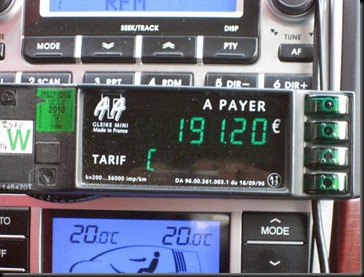 RFM
SEEK/TRACK
DISP
TUNE
MODE
PTY
AF
2 SCAN
3 RPT
4 RDM
5 DIR-
6 DIR+
2010
W
GLEIKE MINI
Made in France
A PAYER
191.20 €
TARIF C
k=200...36000 imp/km
DA 96.00.361.003.1 du 16/09/96
20.0C
20.0C
MODE
OFF